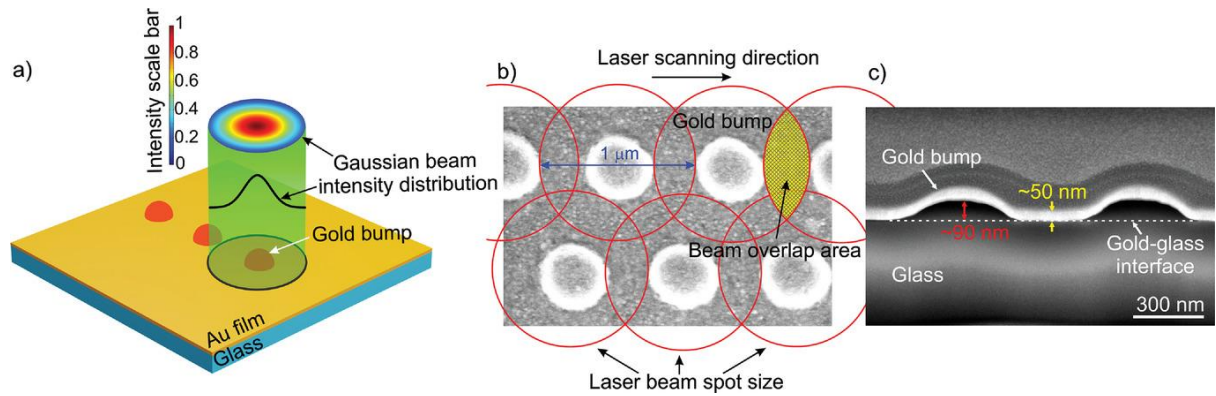 a)
Intensity scale bar
1
0.8
0.6
0.4
0.2
0
Gaussian beam
intensity distribution
Gold bump
Au film
Glass
b)
Laser scanning direction
Gold bump
1 μm
Beam overlap area
Laser beam spot size
c)
Gold bump
~50 nm
~90 nm
Glass
Gold-glass
interface
300 nm